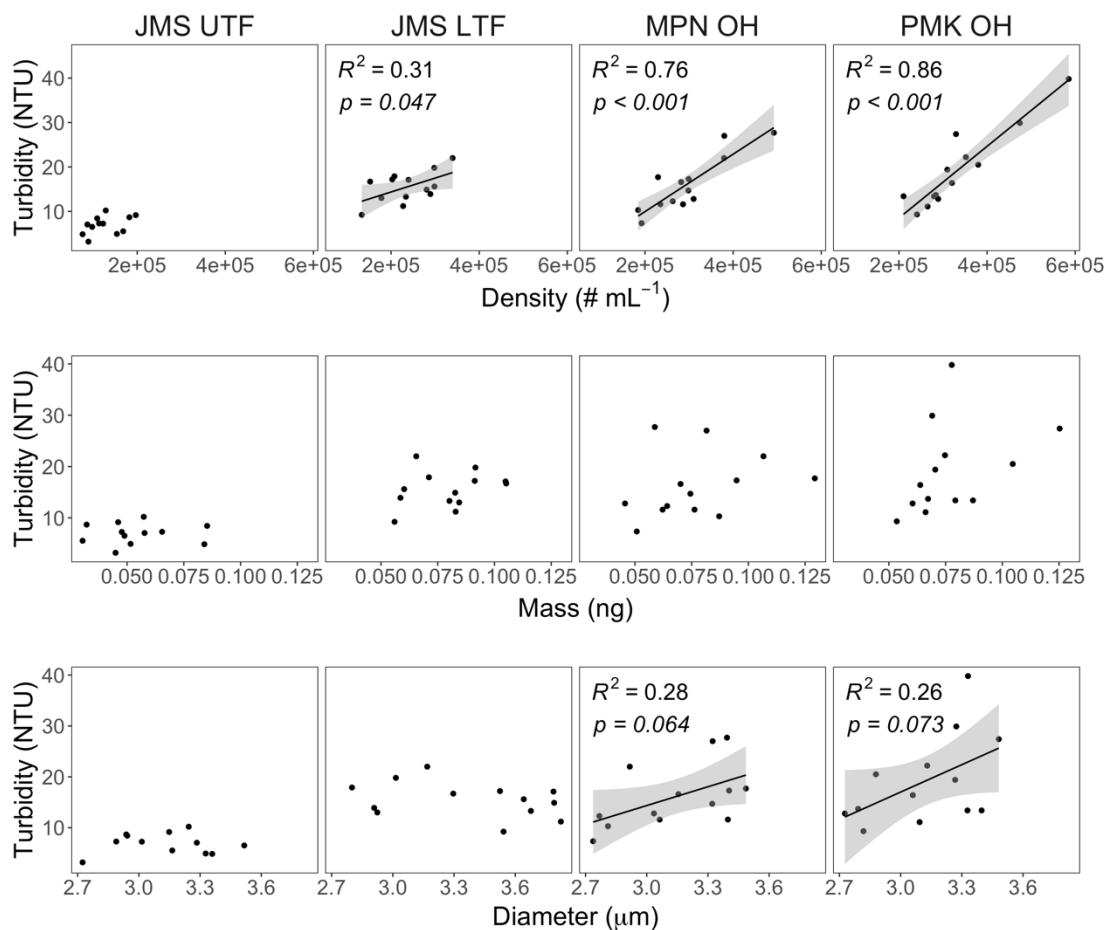 JMS UTF JMS LTF MPN OH PMK OH
R² = 0.31 R² = 0.76 R² = 0.86
p = 0.047 p < 0.001 p < 0.001
Turbidity (NTU)
40
30
20
10
2e+05 4e+05 6e+05 2e+05 4e+05 6e+05 2e+05 4e+05 6e+05 2e+05 4e+05 6e+05
Density (# mL⁻¹)
Turbidity (NTU)
40
30
20
10
0.050 0.075 0.100 0.125 0.050 0.075 0.100 0.125 0.050 0.075 0.100 0.125 0.050 0.075 0.100 0.125
Mass (ng)
R² = 0.28 R² = 0.26
p = 0.064 p = 0.073
Turbidity (NTU)
40
30
20
10
2.7 3.0 3.3 3.6 2.7 3.0 3.3 3.6 2.7 3.0 3.3 3.6 2.7 3.0 3.3 3.6
Diameter (μm)